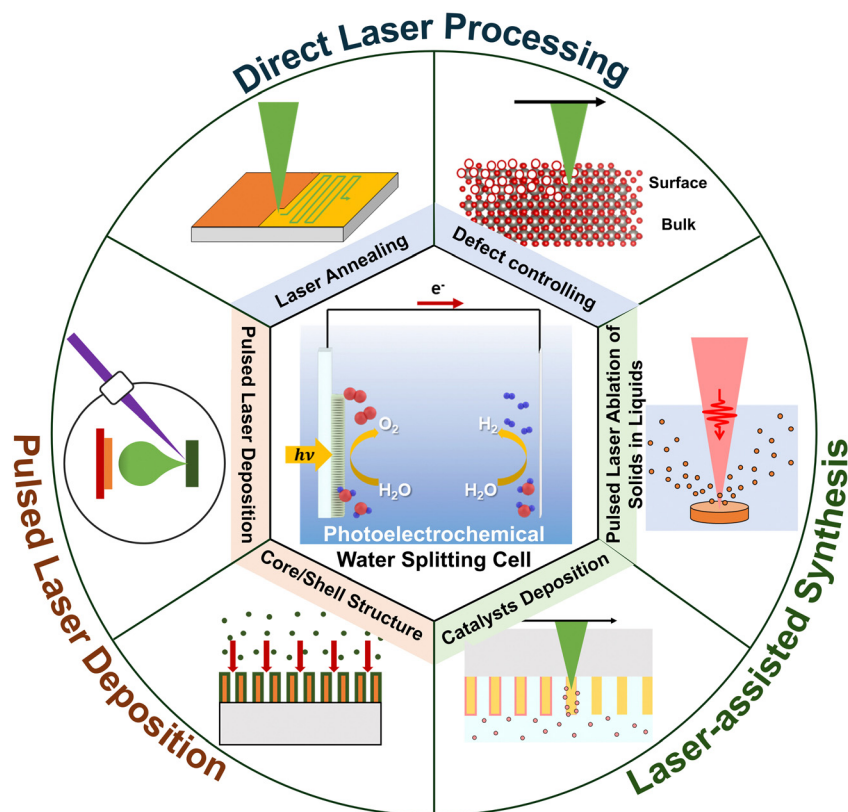 Direct Laser Processing
Surface
Bulk
Laser Annealing
Defect controlling
e-
Pulsed Laser Deposition
Pulsed Laser Ablation of
Solids in Liquids
O₂
H₂
hν
H₂O
H₂O
Photoelectrochemical
Water Splitting Cell
Core/Shell Structure
Catalysts Deposition
Pulsed Laser Deposition
Laser-assisted Synthesis